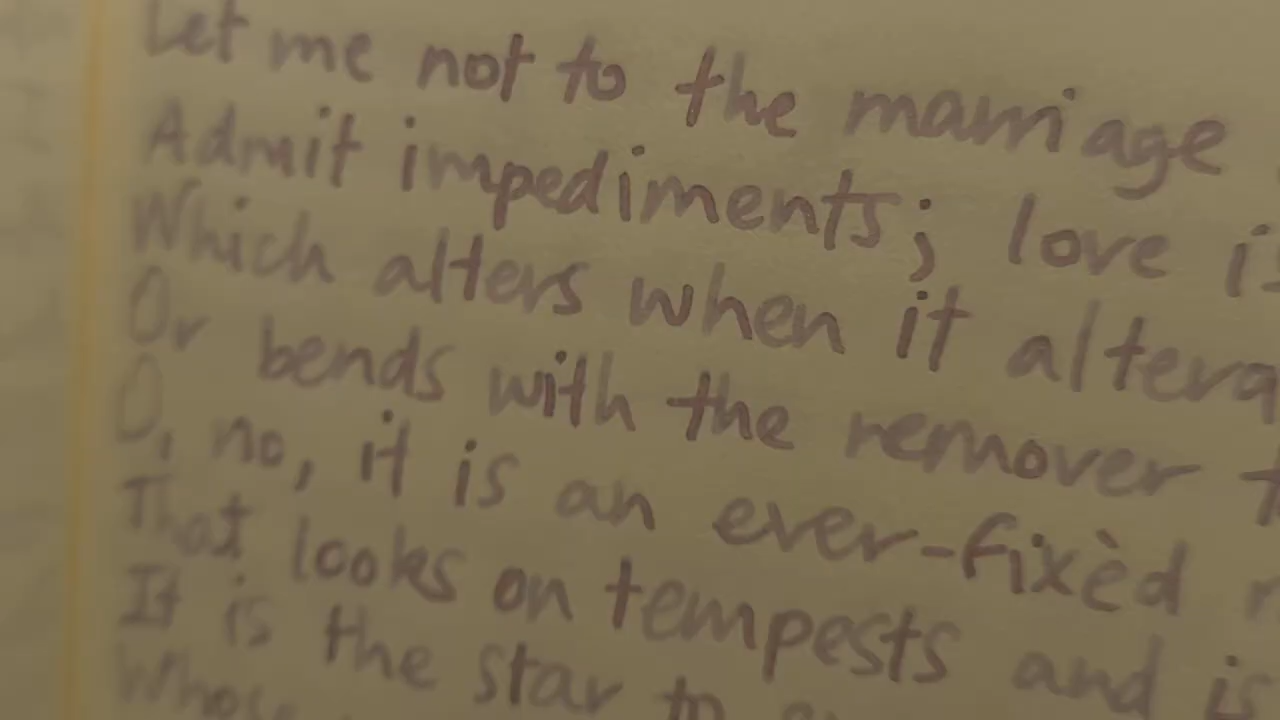 Let me not to the marriage
Admit impediments; love is
Which alters when it altera
Or bends with the remover
O, no, it is an ever-fixèd
That looks on tempests and is
It is the star to
Whose